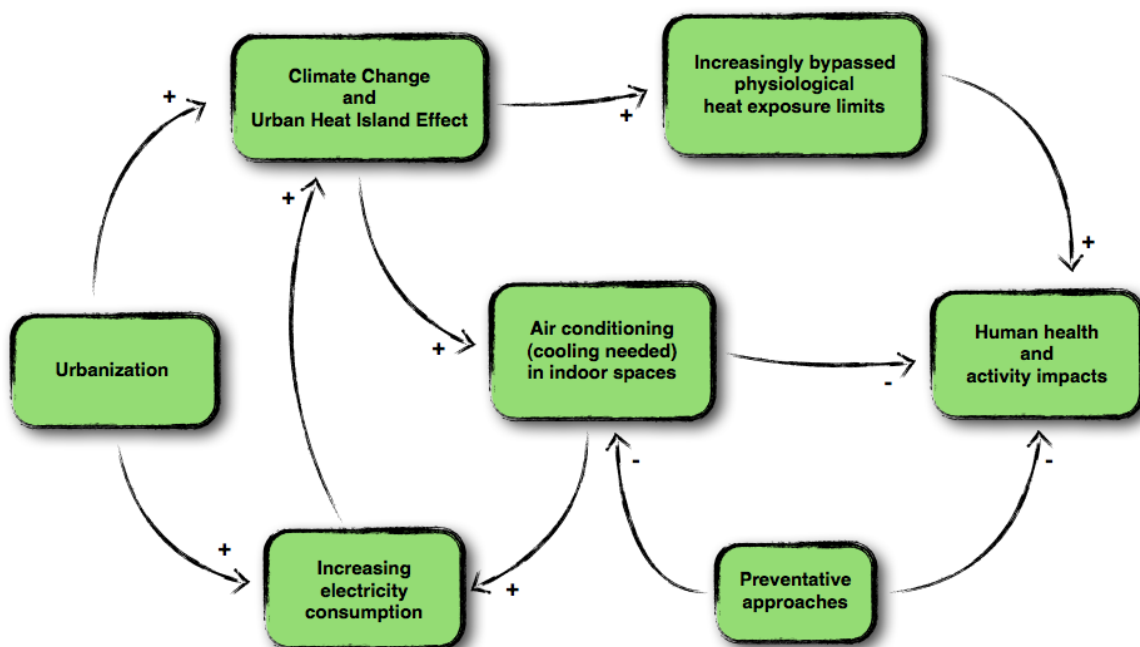 Climate Change
and
Urban Heat Island Effect
Increasingly bypassed
physiological
heat exposure limits
+
+
+
+
Urbanization
Air conditioning
(cooling needed)
in indoor spaces
Human health
and
activity impacts
+
-
-
-
+
+
Increasing
electricity
consumption
Preventative
approaches